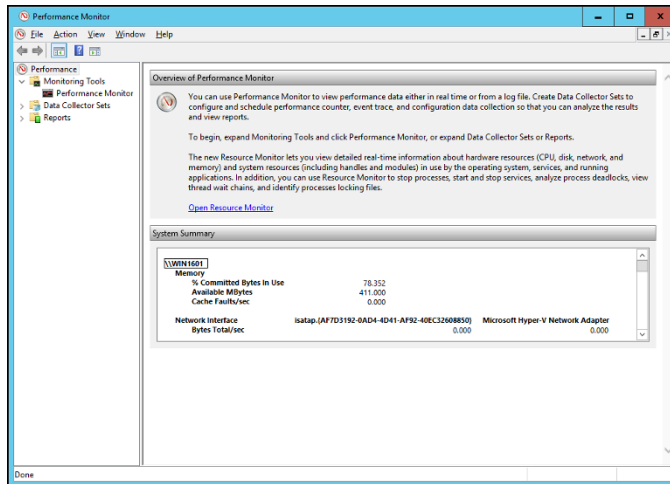 Performance Monitor
File Action View Window Help
Performance
Monitoring Tools
Performance Monitor
Data Collector Sets
Reports
Overview of Performance Monitor
You can use Performance Monitor to view performance data either in real time or from a log file. Create Data Collector Sets to
configure and schedule performance counter, event trace, and configuration data collection so that you can analyze the results
and view reports.
To begin, expand Monitoring Tools and click Performance Monitor, or expand Data Collector Sets or Reports.
The new Resource Monitor lets you view detailed real-time information about hardware resources (CPU, disk, network, and
memory) and system resources (including handles and modules) in use by the operating system, services, and running
applications. In addition, you can use Resource Monitor to stop processes, start and stop services, analyze process deadlocks, view
thread wait chains, and identify processes locking files.
Open Resource Monitor
System Summary
\\WIN1601
Memory
% Committed Bytes In Use 78.352
Available MBytes 411.000
Cache Faults/sec 0.000
Network Interface isatap.{AF7D3192-0AD4-4D41-AF92-40EC32608850} Microsoft Hyper-V Network Adapter
Bytes Total/sec 0.000 0.000
Done